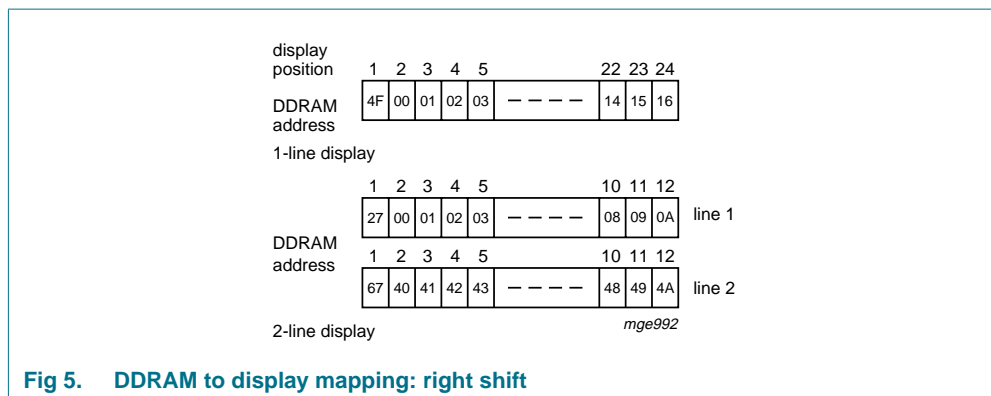 display
position 1 2 3 4 5 22 23 24
DDRAM
address 4F 00 01 02 03 14 15 16
1-line display
1 2 3 4 5 10 11 12
27 00 01 02 03 08 09 0A line 1
DDRAM
address
1 2 3 4 5 10 11 12
67 40 41 42 43 48 49 4A line 2
2-line display
mge992
Fig 5. DDRAM to display mapping: right shift